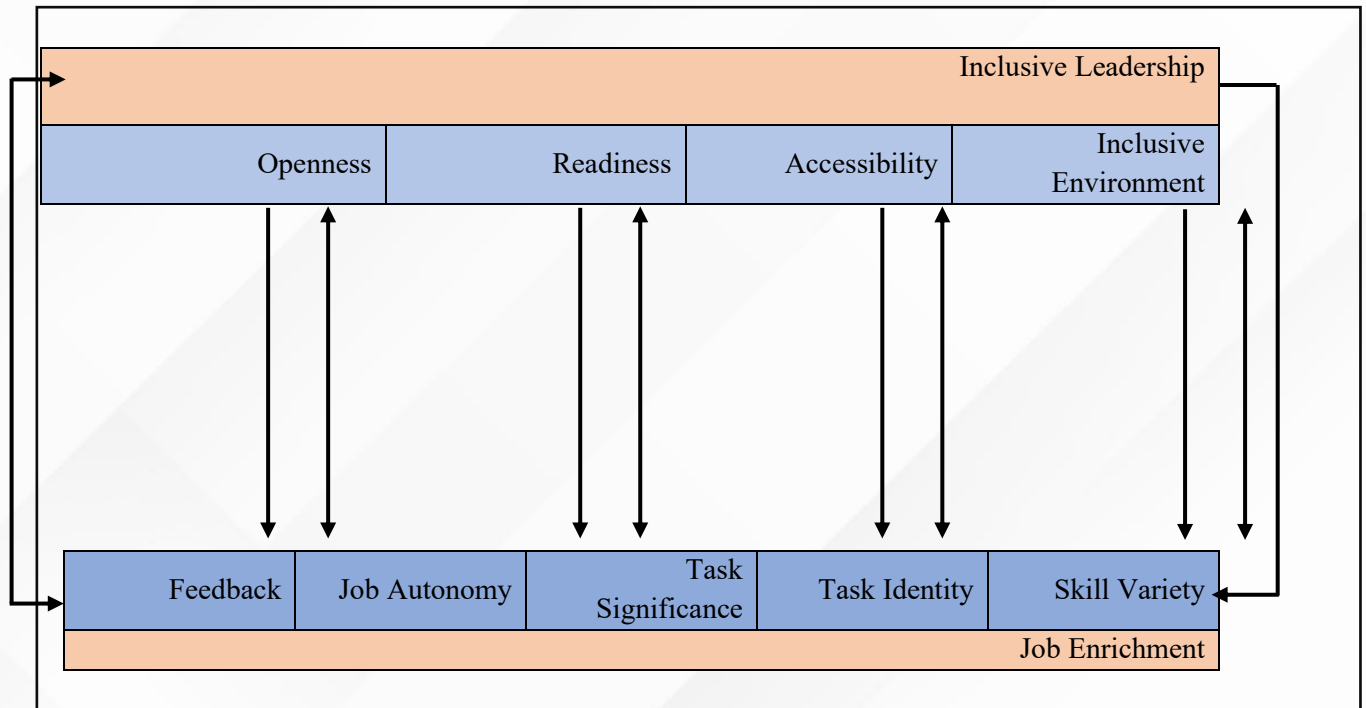 Inclusive Leadership
Openness
Readiness
Accessibility
Inclusive
Environment
Feedback
Job Autonomy
Task
Significance
Task Identity
Skill Variety
Job Enrichment